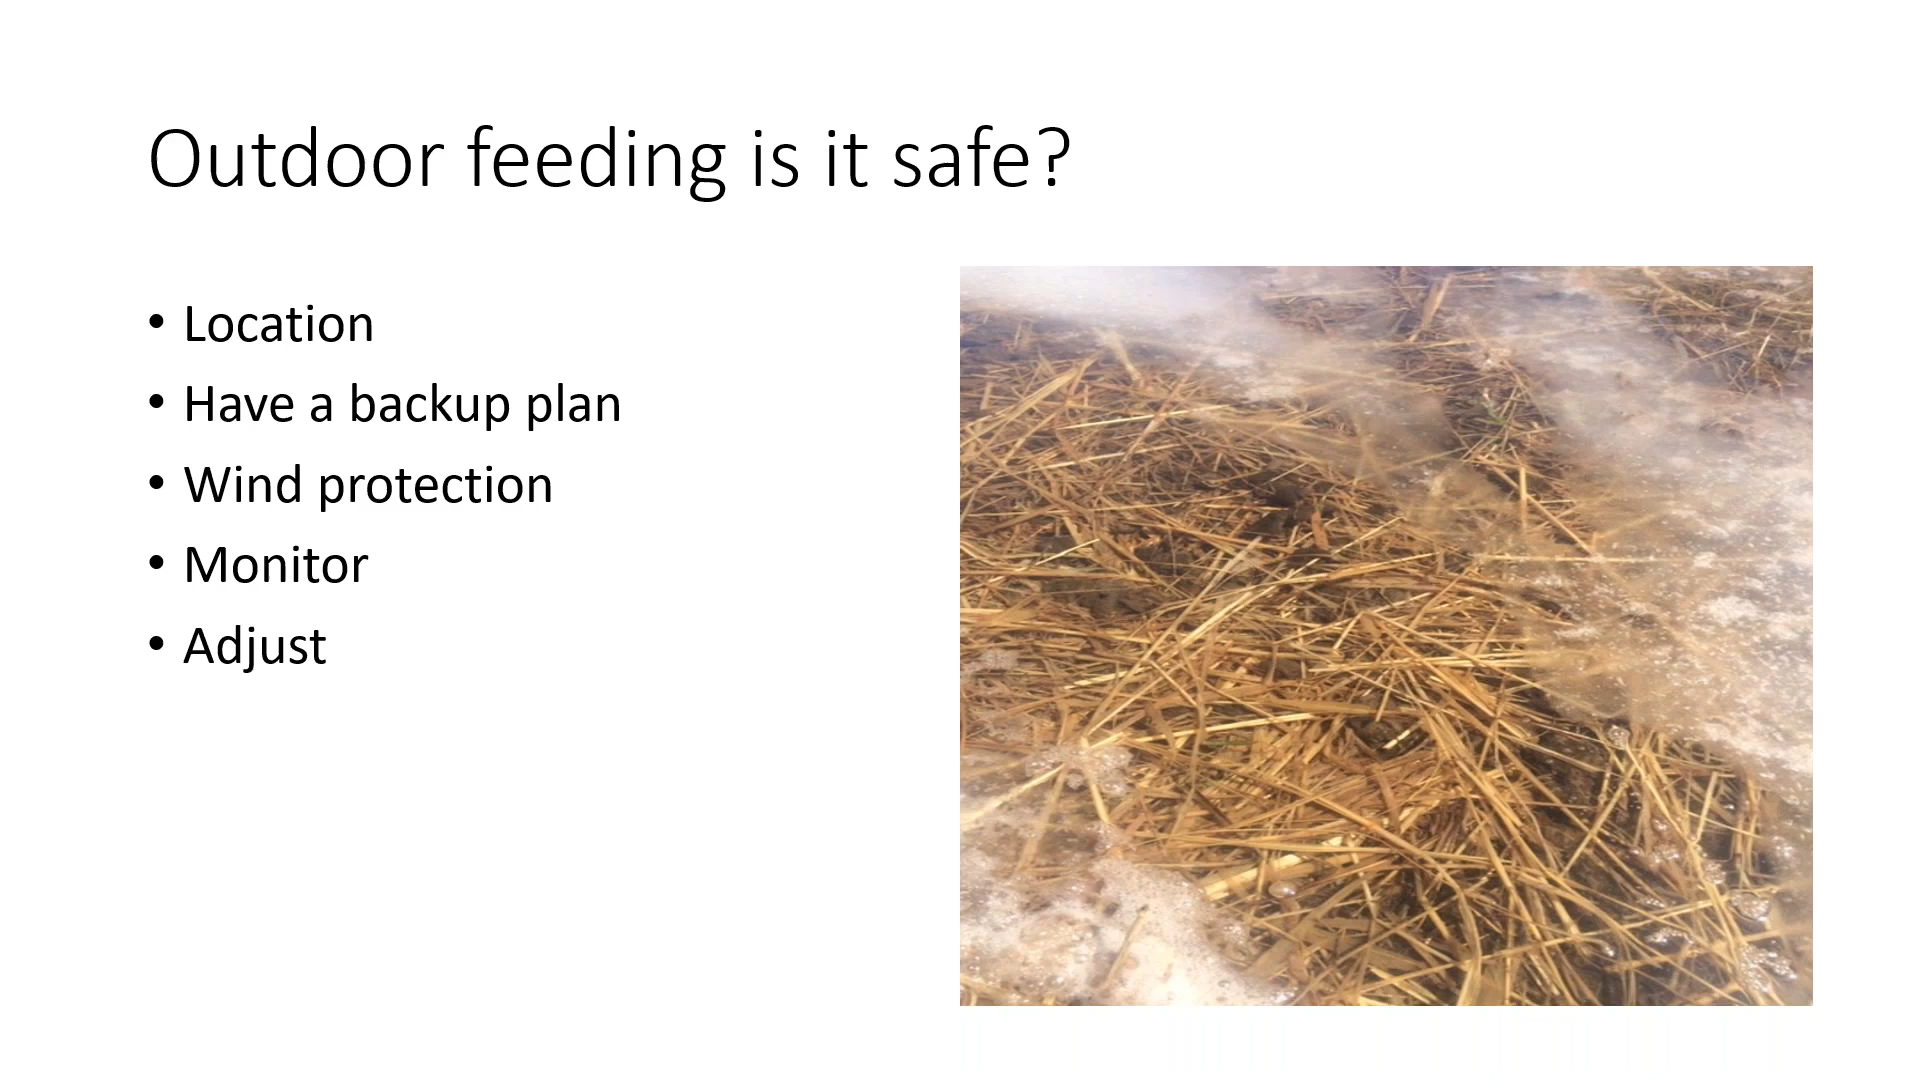 Outdoor feeding is it safe?
• Location
• Have a backup plan
• Wind protection
• Monitor
• Adjust